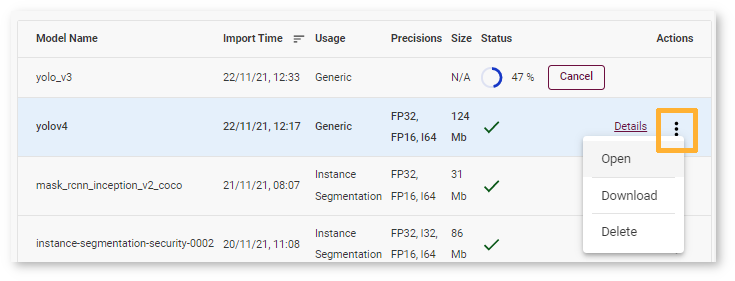 Model Name Import Time Usage Precisions Size Status Actions
yolo_v3 22/11/21, 12:33 Generic N/A 47 % Cancel
yolov4 22/11/21, 12:17 Generic FP32, 124
FP16, I64 Mb
Details
Open
mask_rcnn_inception_v2_coco 21/11/21, 08:07 Instance FP32, 31
Segmentation FP16, I64 Mb
Download
instance-segmentation-security-0002 20/11/21, 11:08 Instance FP32, I32, 86
Segmentation FP16, I64 Mb
Delete